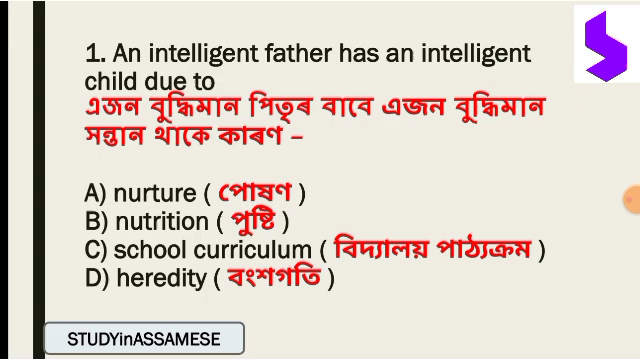 1. An intelligent father has an intelligent
child due to
এজন বুদ্ধিমান পিতৃৰ বাবে এজন বুদ্ধিমান
সন্তান থাকে কাৰণ –
A) nurture ( পোষণ )
B) nutrition ( পুষ্টি )
C) school curriculum ( বিদ্যালয় পাঠ্যক্রম )
D) heredity ( বংশগতি )
STUDYinASSAMESE